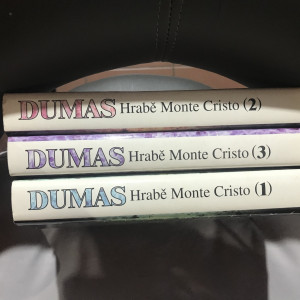 DUMAS Hrabě Monte Cristo (2)
DUMAS Hrabě Monte Cristo (3)
DUMAS Hrabě Monte Cristo (1)